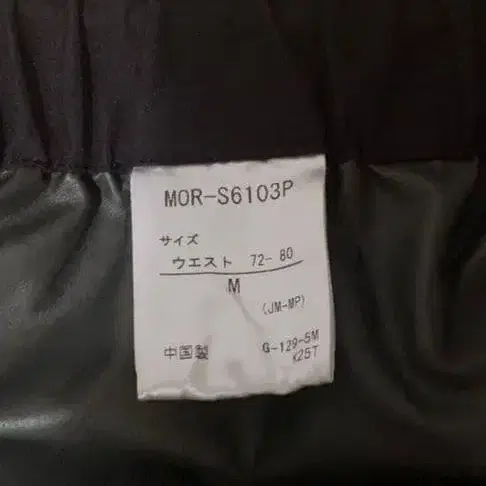 MOR-S6103P
サイズ
ウエスト 72- 80
M
(JM-MP)
中国製 G-129-5M
K25T